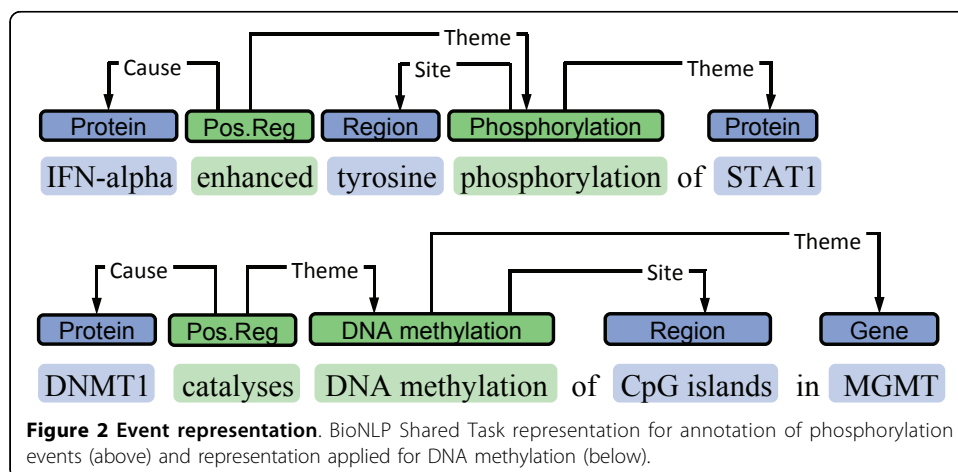 Theme
Cause Site Theme
Protein Pos.Reg Region Phosphorylation Protein
IFN-alpha enhanced tyrosine phosphorylation of STAT1
Theme
Cause Theme Site
Protein Pos.Reg DNA methylation Region Gene
DNMT1 catalyses DNA methylation of CpG islands in MGMT
Figure 2 Event representation. BioNLP Shared Task representation for annotation of phosphorylation
events (above) and representation applied for DNA methylation (below).